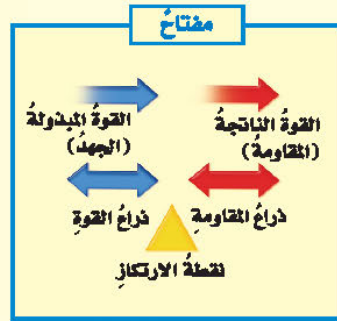 مفتاحُ
القوةُ المبذولةُ
(الجهدُ)
القوةُ الناتجةُ
(المقاومةُ)
ذراعُ القوةِ
ذراعُ المقاومةِ
نقطةُ الارتكازِ